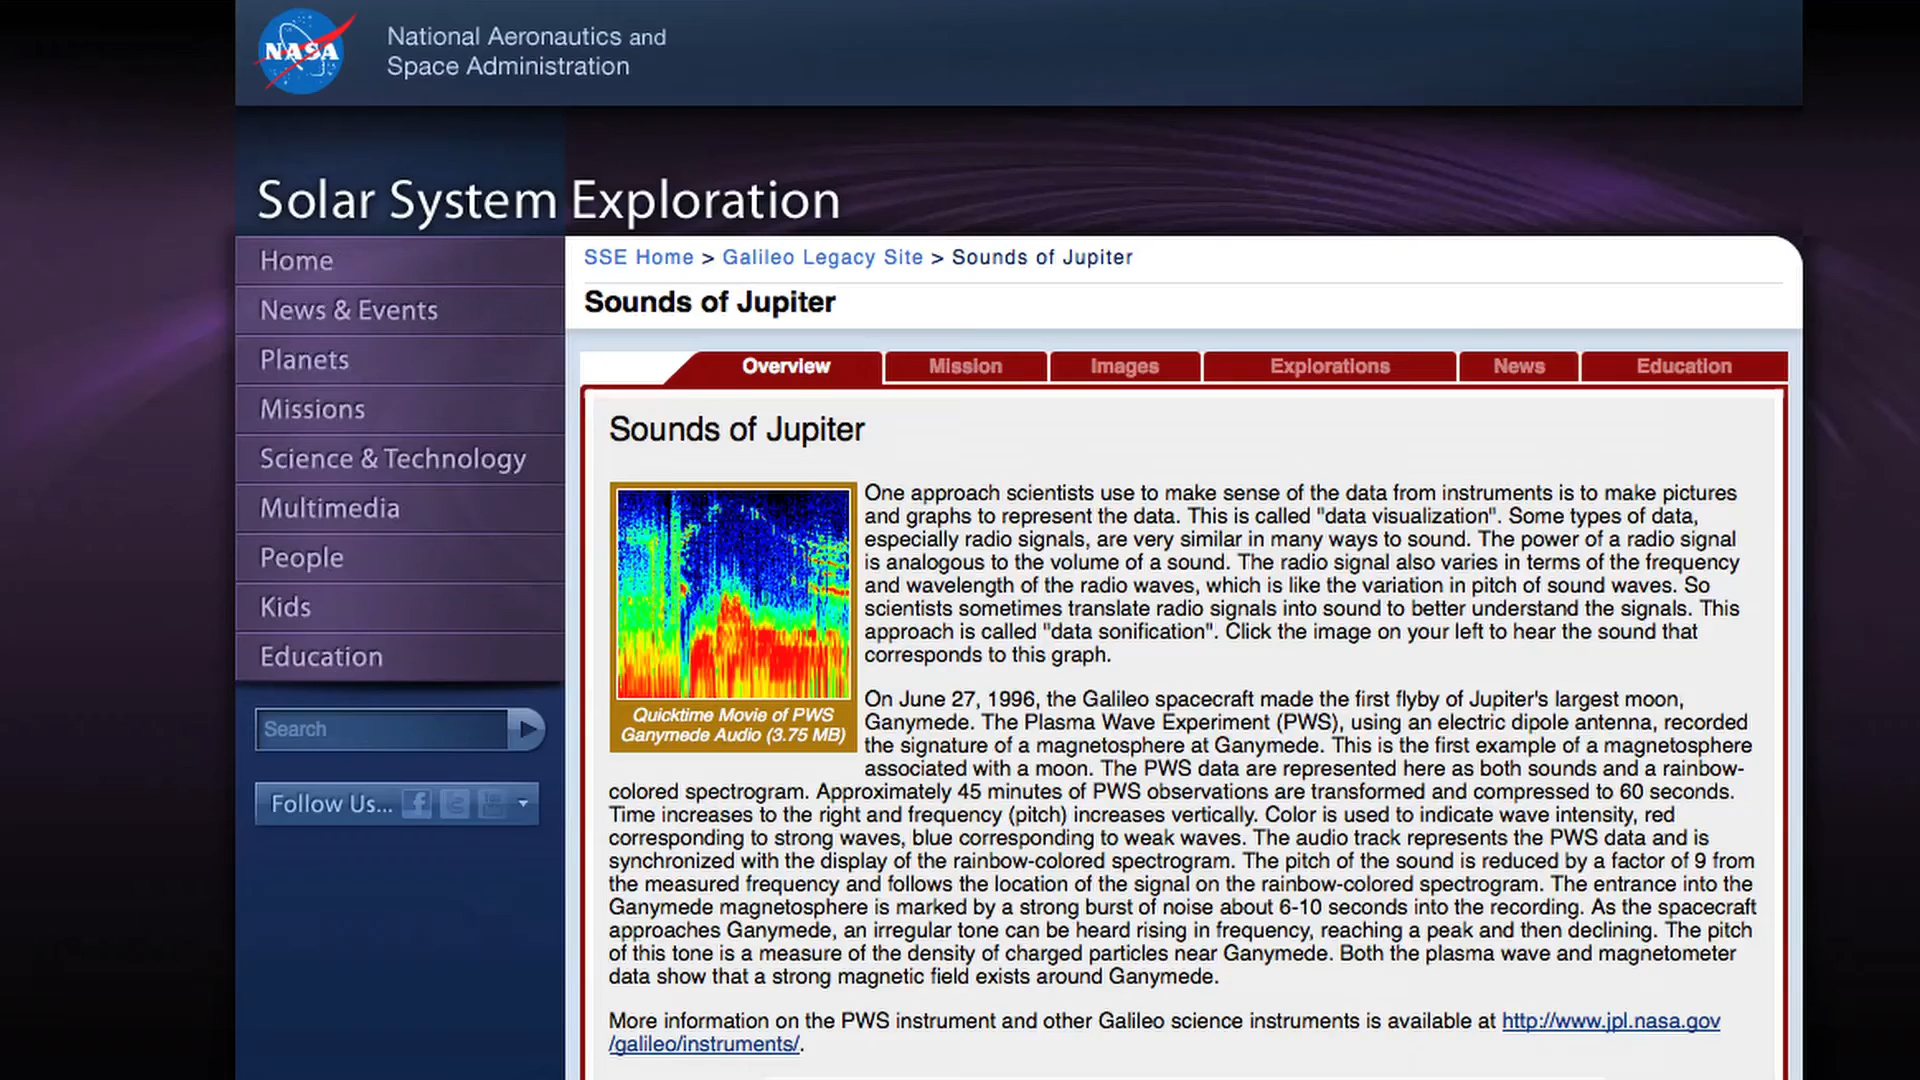 NASA
National Aeronautics and
Space Administration
Solar System Exploration
Home
News & Events
Planets
Missions
Science & Technology
Multimedia
People
Kids
Education
Search
Follow Us...
SSE Home > Galileo Legacy Site > Sounds of Jupiter
Sounds of Jupiter
Overview Mission Images Explorations News Education
Sounds of Jupiter
Quicktime Movie of PWS
Ganymede Audio (3.75 MB)
One approach scientists use to make sense of the data from instruments is to make pictures
and graphs to represent the data. This is called "data visualization". Some types of data,
especially radio signals, are very similar in many ways to sound. The power of a radio signal
is analogous to the volume of a sound. The radio signal also varies in terms of the frequency
and wavelength of the radio waves, which is like the variation in pitch of sound waves. So
scientists sometimes translate radio signals into sound to better understand the signals. This
approach is called "data sonification". Click the image on your left to hear the sound that
corresponds to this graph.
On June 27, 1996, the Galileo spacecraft made the first flyby of Jupiter's largest moon,
Ganymede. The Plasma Wave Experiment (PWS), using an electric dipole antenna, recorded
the signature of a magnetosphere at Ganymede. This is the first example of a magnetosphere
associated with a moon. The PWS data are represented here as both sounds and a rainbow-
colored spectrogram. Approximately 45 minutes of PWS observations are transformed and compressed to 60 seconds.
Time increases to the right and frequency (pitch) increases vertically. Color is used to indicate wave intensity, red
corresponding to strong waves, blue corresponding to weak waves. The audio track represents the PWS data and is
synchronized with the display of the rainbow-colored spectrogram. The pitch of the sound is reduced by a factor of 9 from
the measured frequency and follows the location of the signal on the rainbow-colored spectrogram. The entrance into the
Ganymede magnetosphere is marked by a strong burst of noise about 6-10 seconds into the recording. As the spacecraft
approaches Ganymede, an irregular tone can be heard rising in frequency, reaching a peak and then declining. The pitch
of this tone is a measure of the density of charged particles near Ganymede. Both the plasma wave and magnetometer
data show that a strong magnetic field exists around Ganymede.
More information on the PWS instrument and other Galileo science instruments is available at http://www.jpl.nasa.gov
/galileo/instruments/.